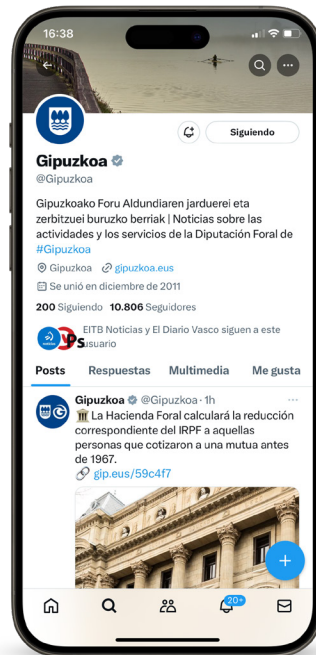 16:38
Siguiendo
Gipuzkoa
@Gipuzkoa
Gipuzkoako Foru Aldundiaren jarduerei eta
zerbitzuei buruzko berriak | Noticias sobre las
actividades y los servicios de la Diputación Foral de
#Gipuzkoa
Gipuzkoa gipuzkoa.eus
Se unió en diciembre de 2011
200 Siguiendo 10.806 Seguidores
EITB Noticias y El Diario Vasco siguen a este
usuario
Ps
Posts Respuestas Multimedia Me gusta
Gipuzkoa @Gipuzkoa · 1h
La Hacienda Foral calculará la reducción
correspondiente del IRPF a aquellas
personas que cotizaron a una mutua antes
de 1967.
gip.eus/59c4f7
20+